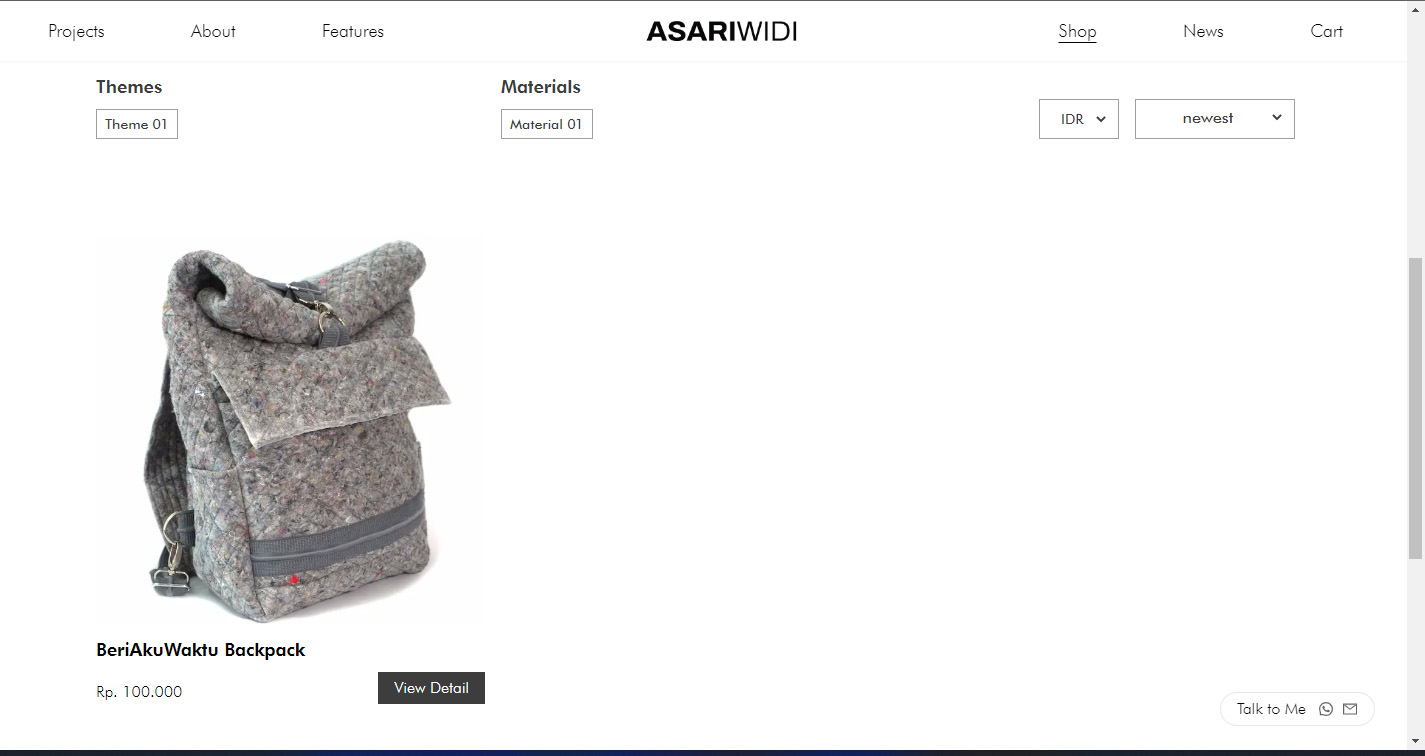 Projects About Features ASARIWIDI Shop News Cart
Themes Materials
Theme 01 Material 01 IDR newest
BeriAkuWaktu Backpack
Rp. 100.000 View Detail
Talk to Me